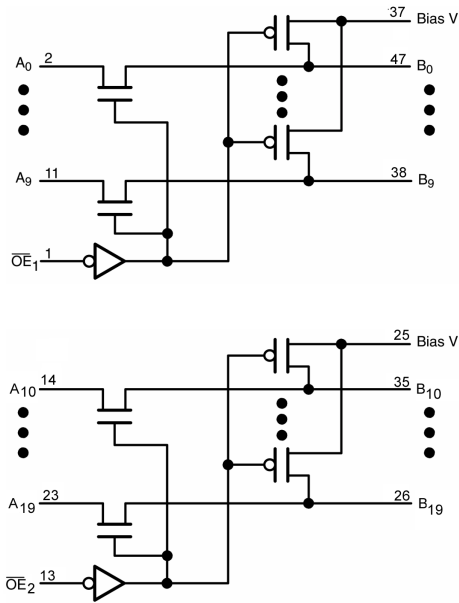 37 Bias V
A0 2 47 B0
A9 11 38 B9
OE1 1
25 Bias V
A10 14 35 B10
A19 23 26 B19
OE2 13